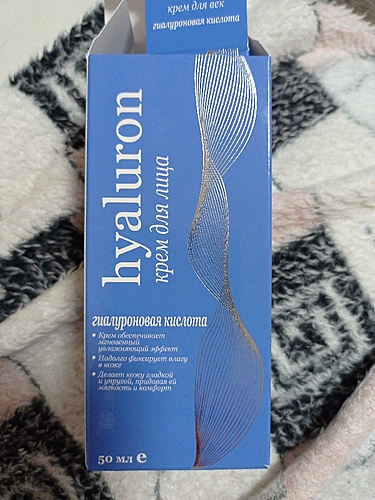 крем для век
гиалуроновая кислота
hyaluron
крем для лица
гиалуроновая кислота
• Крем обеспечивает
мгновенный
увлажняющий эффект
• Надолго фиксирует влагу
в коже
• Делает кожу гладкой
и упругой, придавая ей
мягкость и комфорт
50 мл e